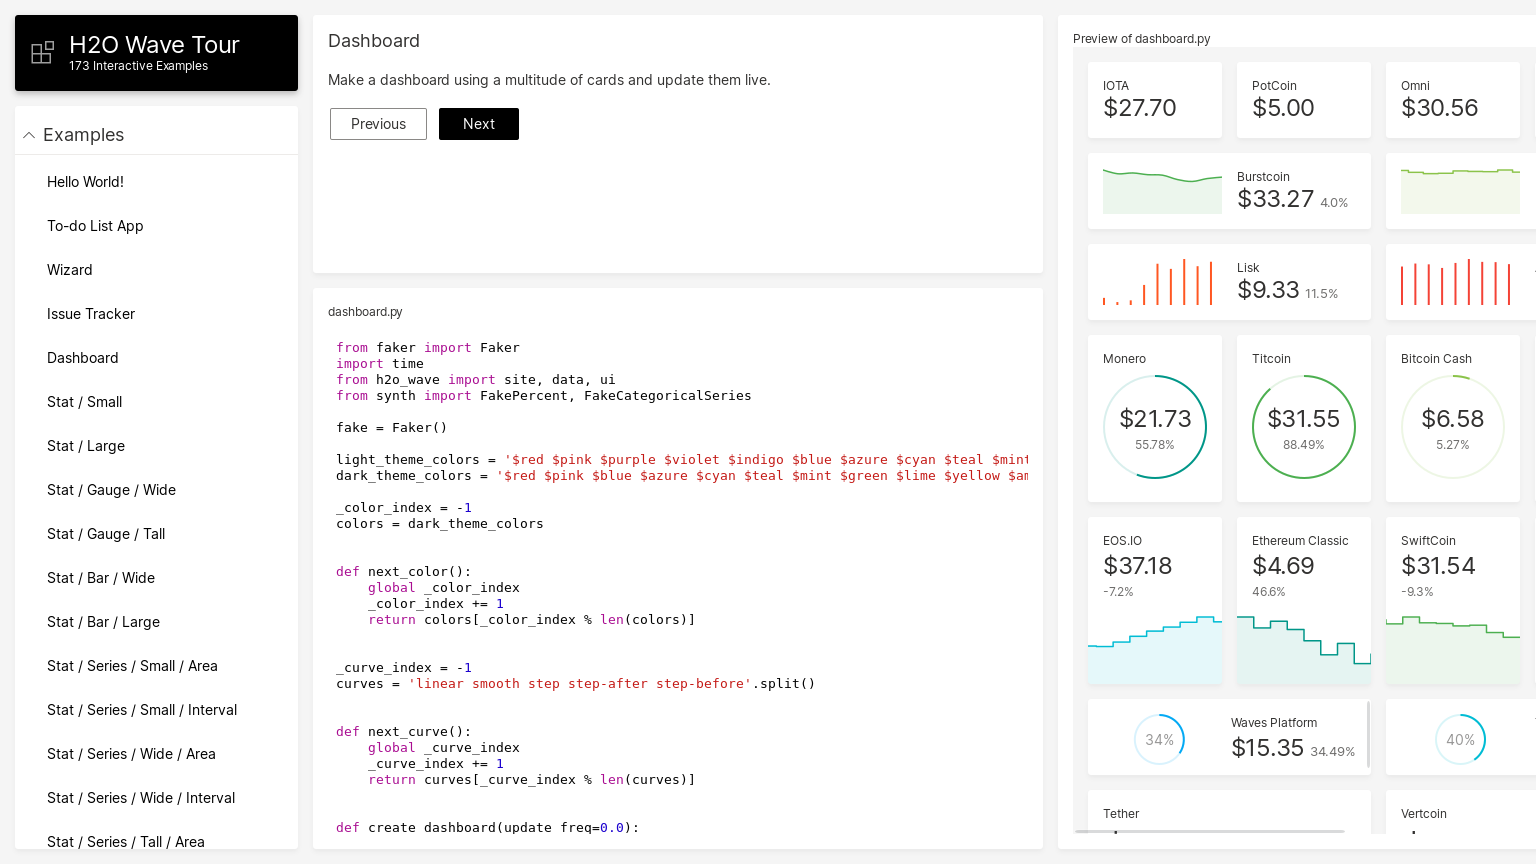 H2O Wave Tour
173 Interactive Examples
Examples
Hello World!
To-do List App
Wizard
Issue Tracker
Dashboard
Stat / Small
Stat / Large
Stat / Gauge / Wide
Stat / Gauge / Tall
Stat / Bar / Wide
Stat / Bar / Large
Stat / Series / Small / Area
Stat / Series / Small / Interval
Stat / Series / Wide / Area
Stat / Series / Wide / Interval
Stat / Series / Tall / Area
Dashboard
Make a dashboard using a multitude of cards and update them live.
Previous
Next
dashboard.py
from faker import Faker
import time
from h2o_wave import site, data, ui
from synth import FakePercent, FakeCategoricalSeries
fake = Faker()
light_theme_colors = '$red $pink $purple $violet $indigo $blue $azure $cyan $teal $mint
dark_theme_colors = '$red $pink $blue $azure $cyan $teal $mint $green $lime $yellow $am
_color_index = -1
colors = dark_theme_colors
def next_color():
global _color_index
_color_index += 1
return colors[_color_index % len(colors)]
_curve_index = -1
curves = 'linear smooth step step-after step-before'.split()
def next_curve():
global _curve_index
_curve_index += 1
return curves[_curve_index % len(curves)]
def create_dashboard(update_freq=0.0):
Preview of dashboard.py
IOTA
$27.70
PotCoin
$5.00
Omni
$30.56
Burstcoin
$33.27 4.0%
Lisk
$9.33 11.5%
Monero
$21.73
55.78%
Titcoin
$31.55
88.49%
Bitcoin Cash
$6.58
5.27%
EOS.IO
$37.18
-7.2%
Ethereum Classic
$4.69
46.6%
SwiftCoin
$31.54
-9.3%
34%
Waves Platform
$15.35 34.49%
40%
Tether
Vertcoin